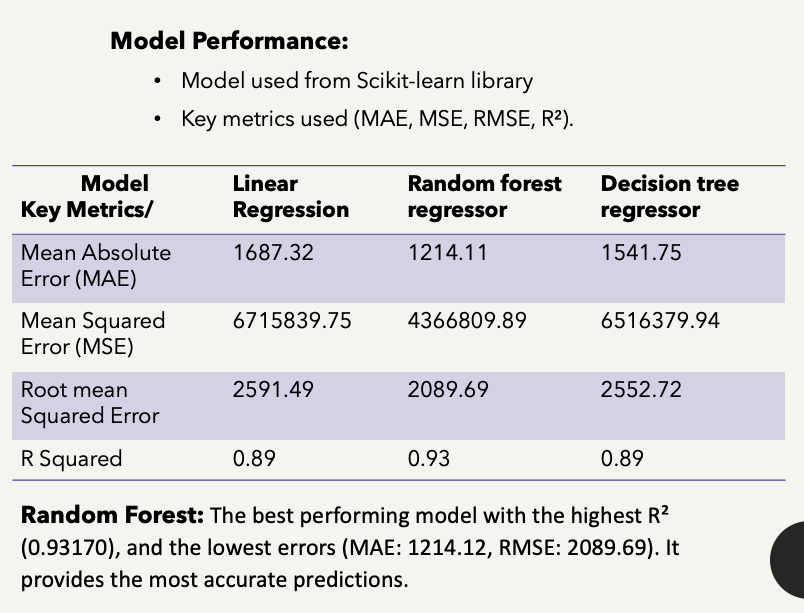 Model Performance:
• Model used from Scikit-learn library
• Key metrics used (MAE, MSE, RMSE, R²).
Model Linear Random forest Decision tree
Key Metrics/ Regression regressor regressor
Mean Absolute 1687.32 1214.11 1541.75
Error (MAE)
Mean Squared 6715839.75 4366809.89 6516379.94
Error (MSE)
Root mean 2591.49 2089.69 2552.72
Squared Error
R Squared 0.89 0.93 0.89
Random Forest: The best performing model with the highest R²
(0.93170), and the lowest errors (MAE: 1214.12, RMSE: 2089.69). It
provides the most accurate predictions.